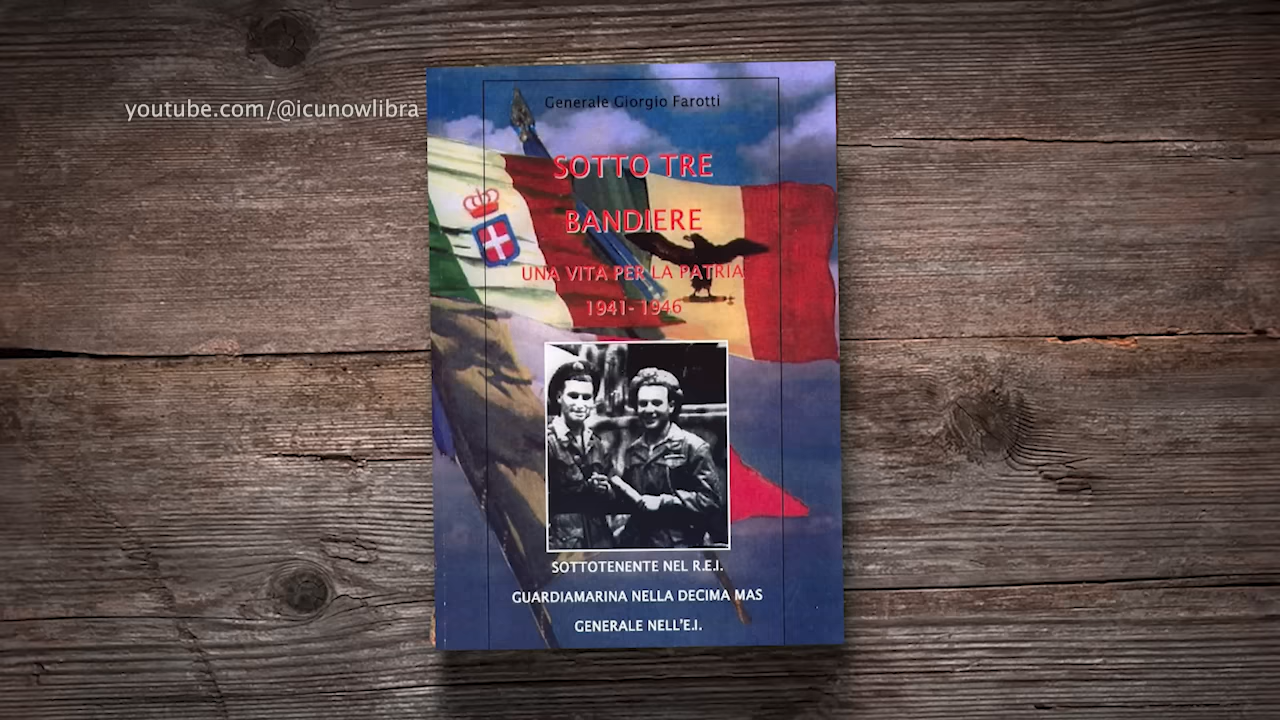 youtube.com/@icunowlibra
Generale Giorgio Farotti
SOTTO TRE
BANDIERE
UNA VITA PER LA PATRIA
1941- 1946
SOTTOTENENTE NEL R.E.I.
GUARDIAMARINA NELLA DECIMA MAS
GENERALE NELL'E.I.